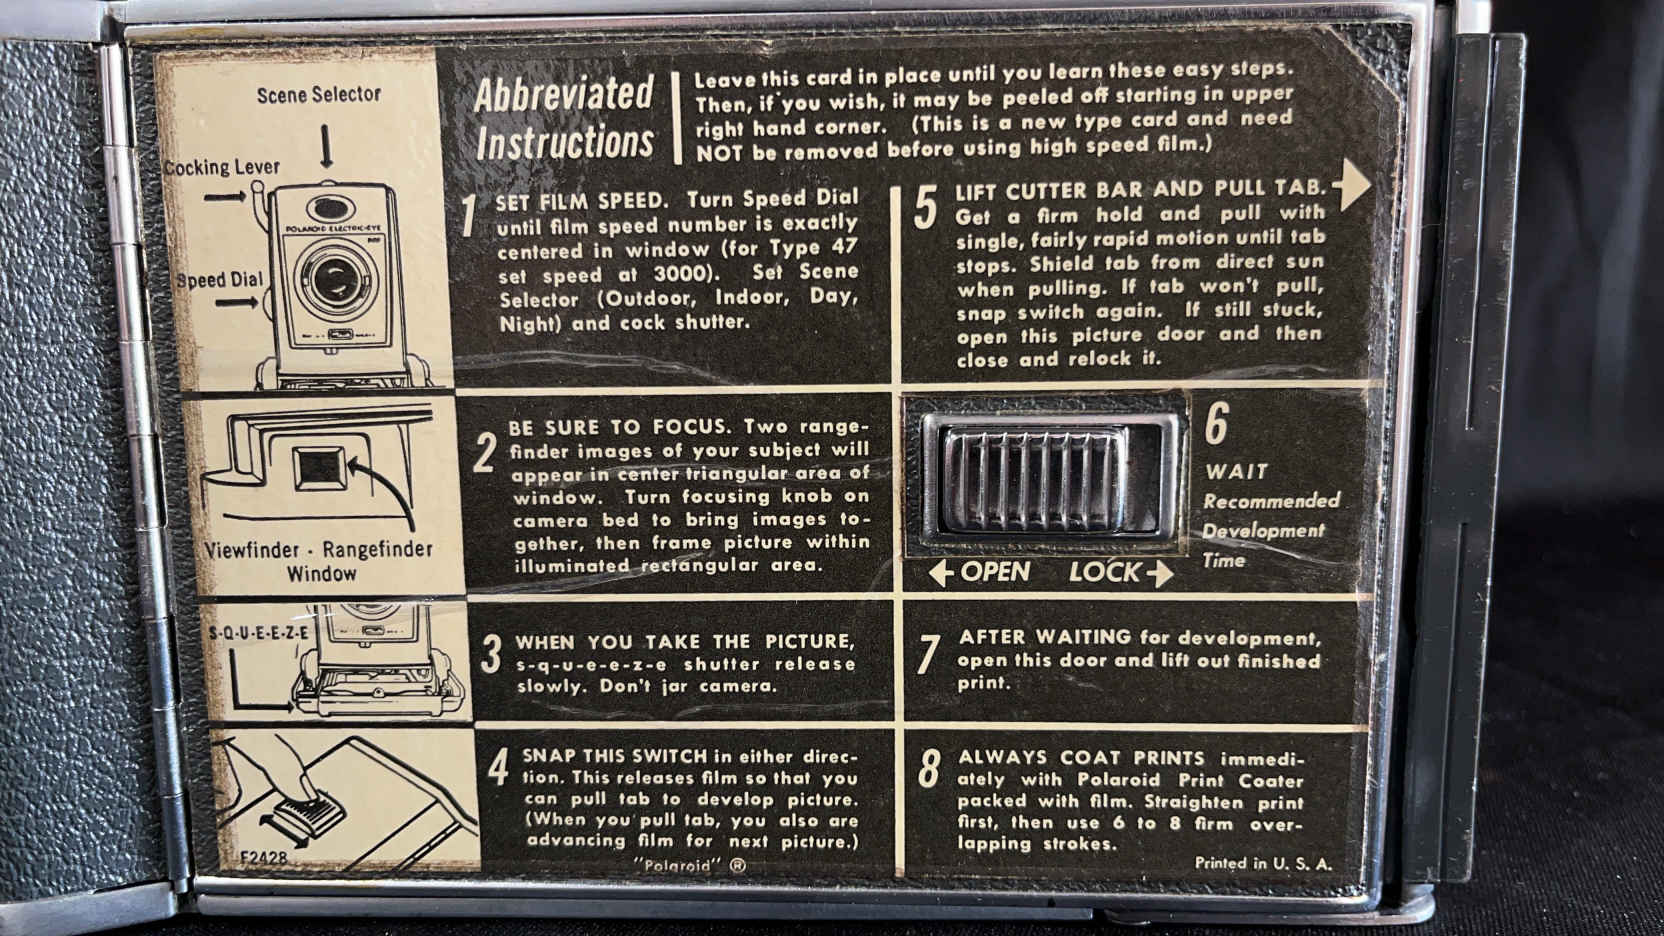 Scene Selector
Cocking Lever
POLAROID ELECTRIC-EYE
Speed Dial
Viewfinder - Rangefinder
Window
S-Q-U-E-E-Z-E
F2428
Abbreviated
Instructions
Leave this card in place until you learn these easy steps.
Then, if you wish, it may be peeled off starting in upper
right hand corner. (This is a new type card and need
NOT be removed before using high speed film.)
1
SET FILM SPEED. Turn Speed Dial
until film speed number is exactly
centered in window (for Type 47
set speed at 3000). Set Scene
Selector (Outdoor, Indoor, Day,
Night) and cock shutter.
2
BE SURE TO FOCUS. Two range-
finder images of your subject will
appear in center triangular area of
window. Turn focusing knob on
camera bed to bring images to-
gether, then frame picture within
illuminated rectangular area.
3
WHEN YOU TAKE THE PICTURE,
s-q-u-e-e-z-e shutter release
slowly. Don't jar camera.
4
SNAP THIS SWITCH in either direc-
tion. This releases film so that you
can pull tab to develop picture.
(When you pull tab, you also are
advancing film for next picture.)
"Polaroid" ®
5
LIFT CUTTER BAR AND PULL TAB.
Get a firm hold and pull with
single, fairly rapid motion until tab
stops. Shield tab from direct sun
when pulling. If tab won't pull,
snap switch again. If still stuck,
open this picture door and then
close and relock it.
OPEN LOCK
6
WAIT
Recommended
Development
Time
7
AFTER WAITING for development,
open this door and lift out finished
print.
8
ALWAYS COAT PRINTS immedi-
ately with Polaroid Print Coater
packed with film. Straighten print
first, then use 6 to 8 firm over-
lapping strokes.
Printed in U. S. A.